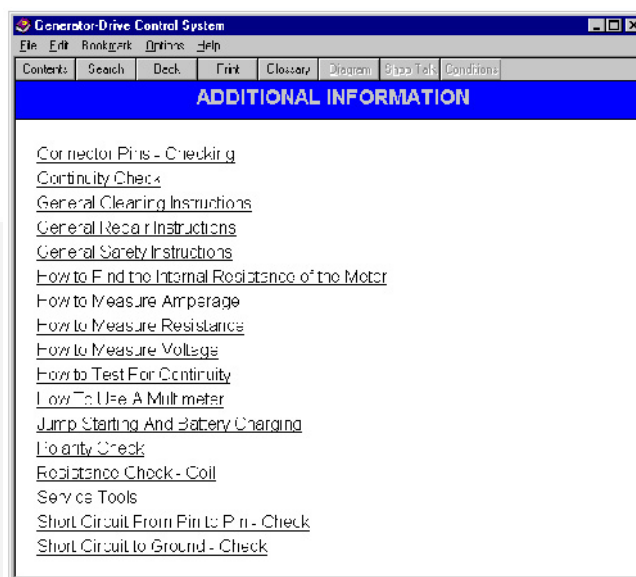 Generator-Drive Control System
File Edit Bookmark Options Help
Contents Search Back Print Glossary Diagram Shop Talk Conditions
ADDITIONAL INFORMATION
Connector Pins - Checking
Continuity Check
General Cleaning Instructions
General Repair Instructions
General Safety Instructions
How to Find the Internal Resistance of the Meter
How to Measure Amperage
How to Measure Resistance
How to Measure Voltage
How to Test For Continuity
How To Use A Multimeter
Jump Starting And Battery Charging
Polarity Check
Resistance Check - Coil
Service Tools
Short Circuit From Pin to Pin - Check
Short Circuit to Ground - Check